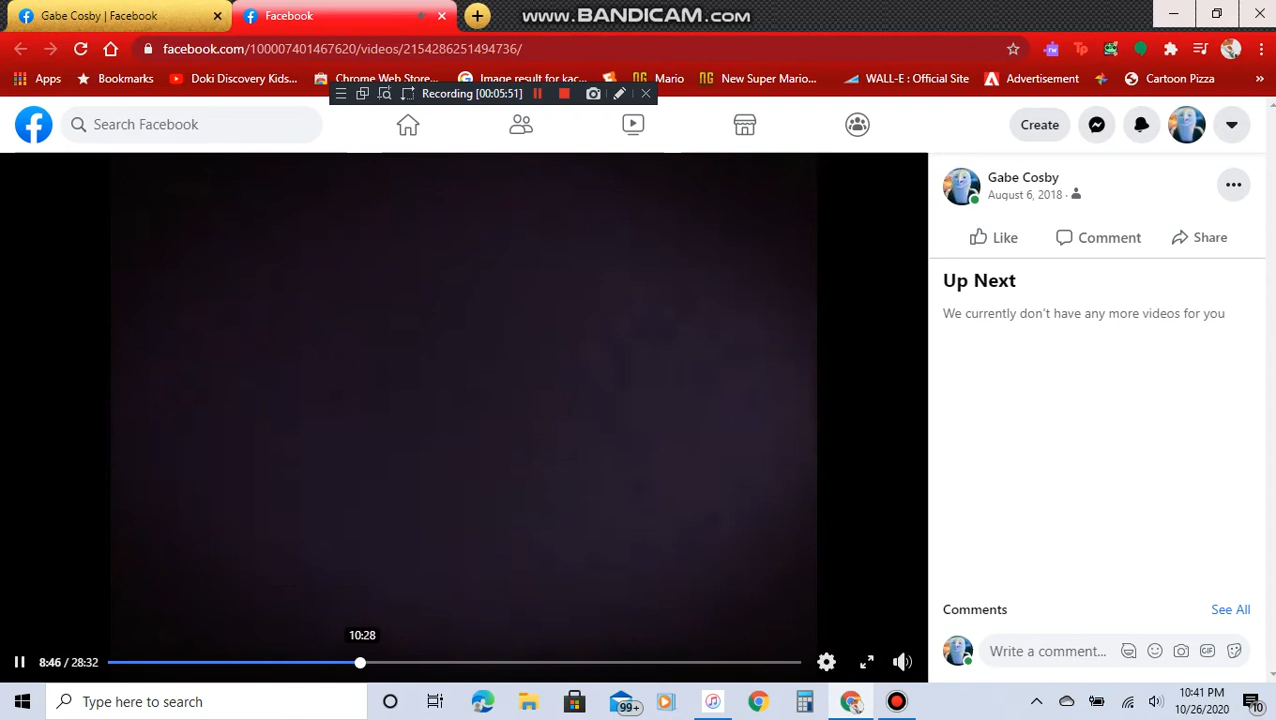 Gabe Cosby | Facebook
Facebook
www.BANDICAM.com
facebook.com/100007401467620/videos/2154286251494736/
Apps
Bookmarks
Doki Discovery Kids...
Chrome Web Store...
Image result for kac...
Mario
New Super Mario...
WALL-E : Official Site
Advertisement
Cartoon Pizza
»
Recording [00:05:51]
Search Facebook
Create
Gabe Cosby
August 6, 2018 ·
Like
Comment
Share
Up Next
We currently don't have any more videos for you
Comments
See All
Write a comment...
GIF
10:28
8:46 / 28:32
Type here to search
99+
10:41 PM
10/26/2020
10